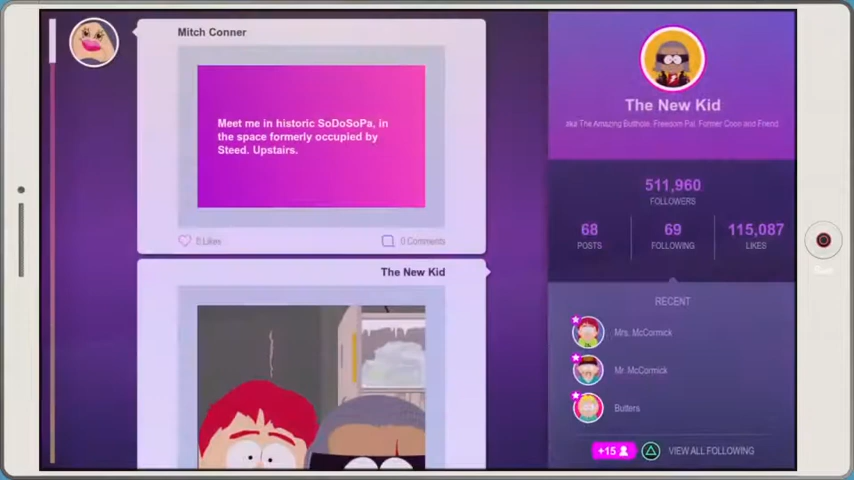 Mitch Conner
Meet me in historic SoDoSoPa, in
the space formerly occupied by
Steed. Upstairs.
0 Likes
0 Comments
The New Kid
The New Kid
aka The Amazing Butthole, Freedom Pal, Former Coon and Friend
511,960
FOLLOWERS
68
POSTS
69
FOLLOWING
115,087
LIKES
RECENT
Mrs. McCormick
Mr. McCormick
Butters
+15
VIEW ALL FOLLOWING